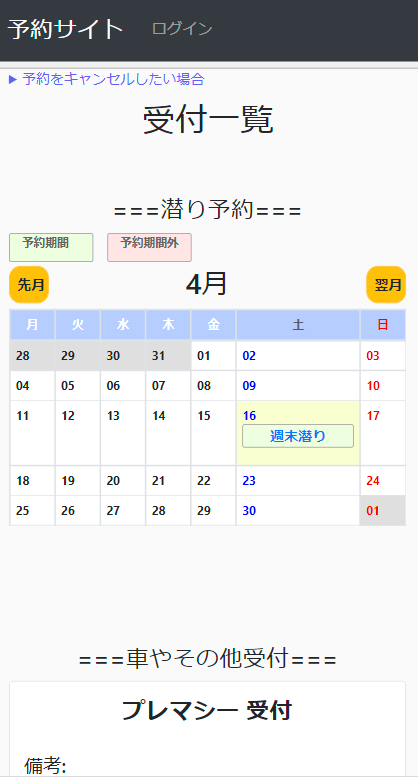 予約サイト ログイン
▶ 予約をキャンセルしたい場合
受付一覧
===潜り予約===
予約期間 予約期間外
先月 4月 翌月
月 火 水 木 金 土 日
28 29 30 31 01 02 03
04 05 06 07 08 09 10
11 12 13 14 15 16 17
週末潜り
18 19 20 21 22 23 24
25 26 27 28 29 30 01
===車やその他受付===
プレマシー 受付
備考: